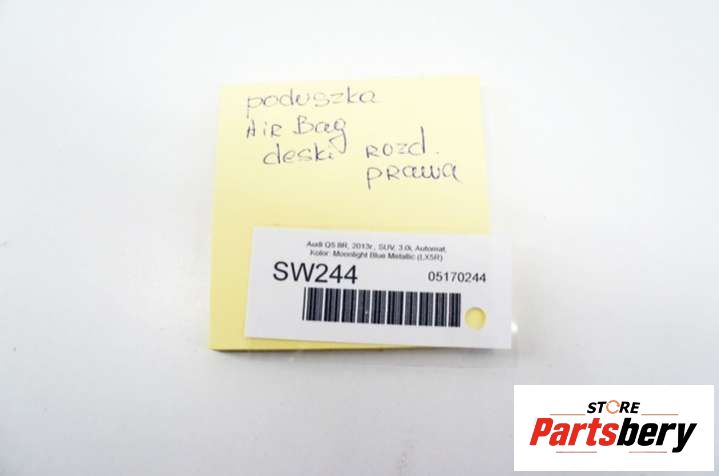 poduszka
AiR Bag
deski rozd.
prawa
Audi Q5 8R, 2013r., SUV, 3.0i, Automat,
Kolor: Moonlight Blue Metallic (LX5R)
SW244
05170244
STORE
Partsbery